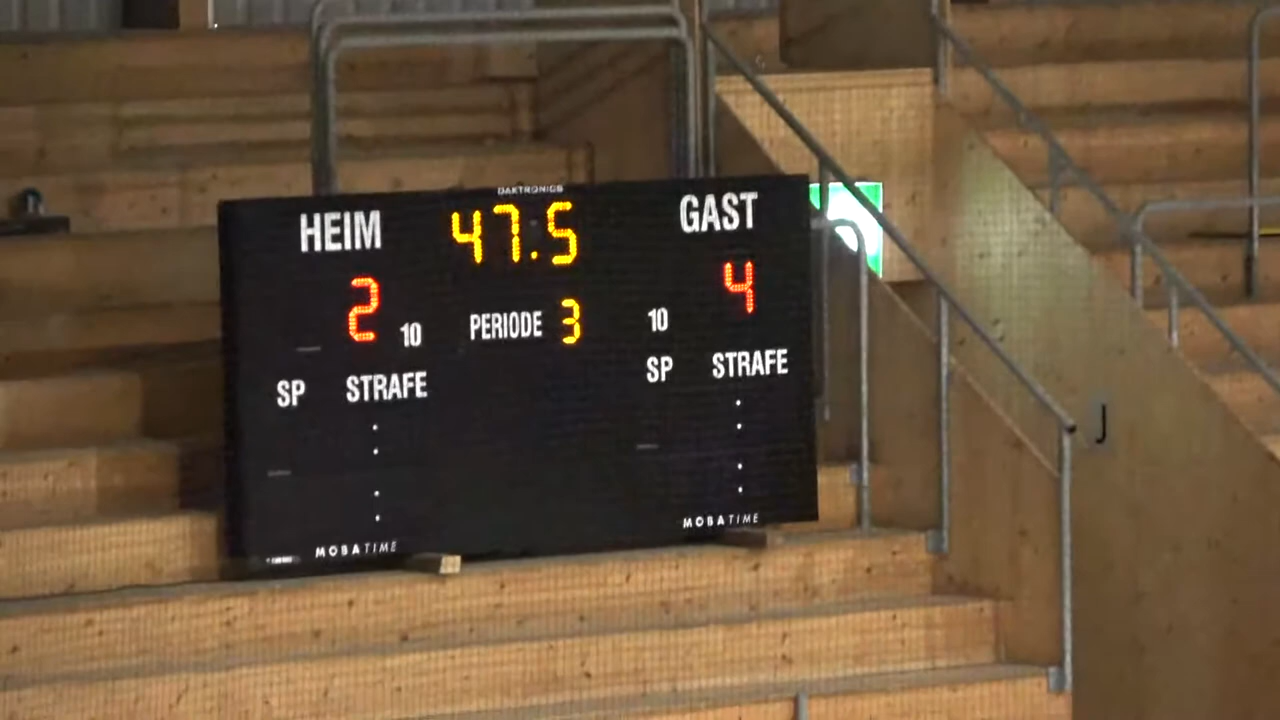 DAKTRONICS
HEIM 47.5 GAST
2 10 PERIODE 3 10 4
SP STRAFE SP STRAFE
MOBATIME MOBATIME
J